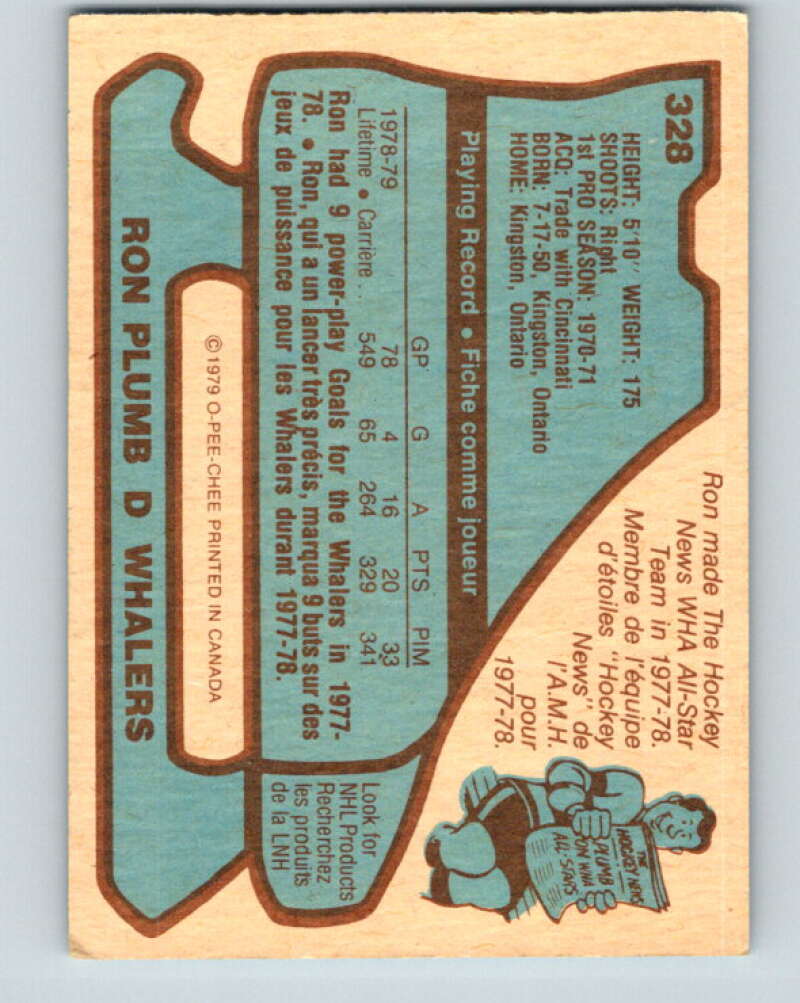 328
HEIGHT: 5'10" WEIGHT: 175
SHOOTS: Right
1st PRO SEASON: 1970-71
ACQ: Trade with Cincinnati
BORN: 7-17-50, Kingston, Ontario
HOME: Kingston, Ontario
Ron made The Hockey
News WHA All-Star
Team in 1977-78.
Membre de l'équipe
d'étoiles "Hockey
News" de
l'A.M.H.
pour
1977-78.
THE
HOCKEY NEWS
PLUMB
ON WHA
ALL-STARS
Playing Record • Fiche comme joueur
GP G A PTS PIM
1978-79 78 4 16 20 33
Lifetime • Carrière... 549 65 264 329 341
Ron had 9 power-play Goals for the Whalers in 1977-
78. • Ron, qui a un lancer très précis, marqua 9 buts sur des
jeux de puissance pour les Whalers durant 1977-78.
Look for
NHL Products
Recherchez
les produits
de la LNH
© 1979 O-PEE-CHEE PRINTED IN CANADA
RON PLUMB D WHALERS